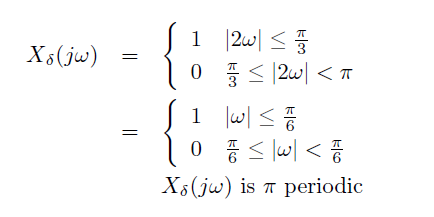 X_δ(jω) = { 1 |2ω| ≤ π/3
0 π/3 ≤ |2ω| < π
= { 1 |ω| ≤ π/6
0 π/6 ≤ |ω| < π/6
X_δ(jω) is π periodic